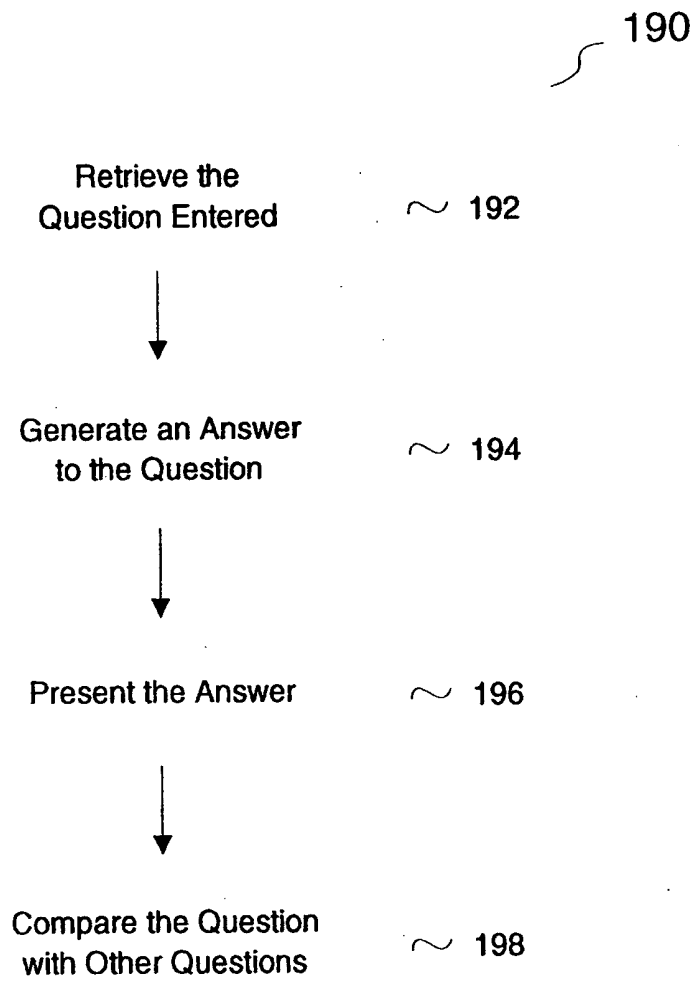 190
Retrieve the
Question Entered
192
Generate an Answer
to the Question
194
Present the Answer
196
Compare the Question
with Other Questions
198